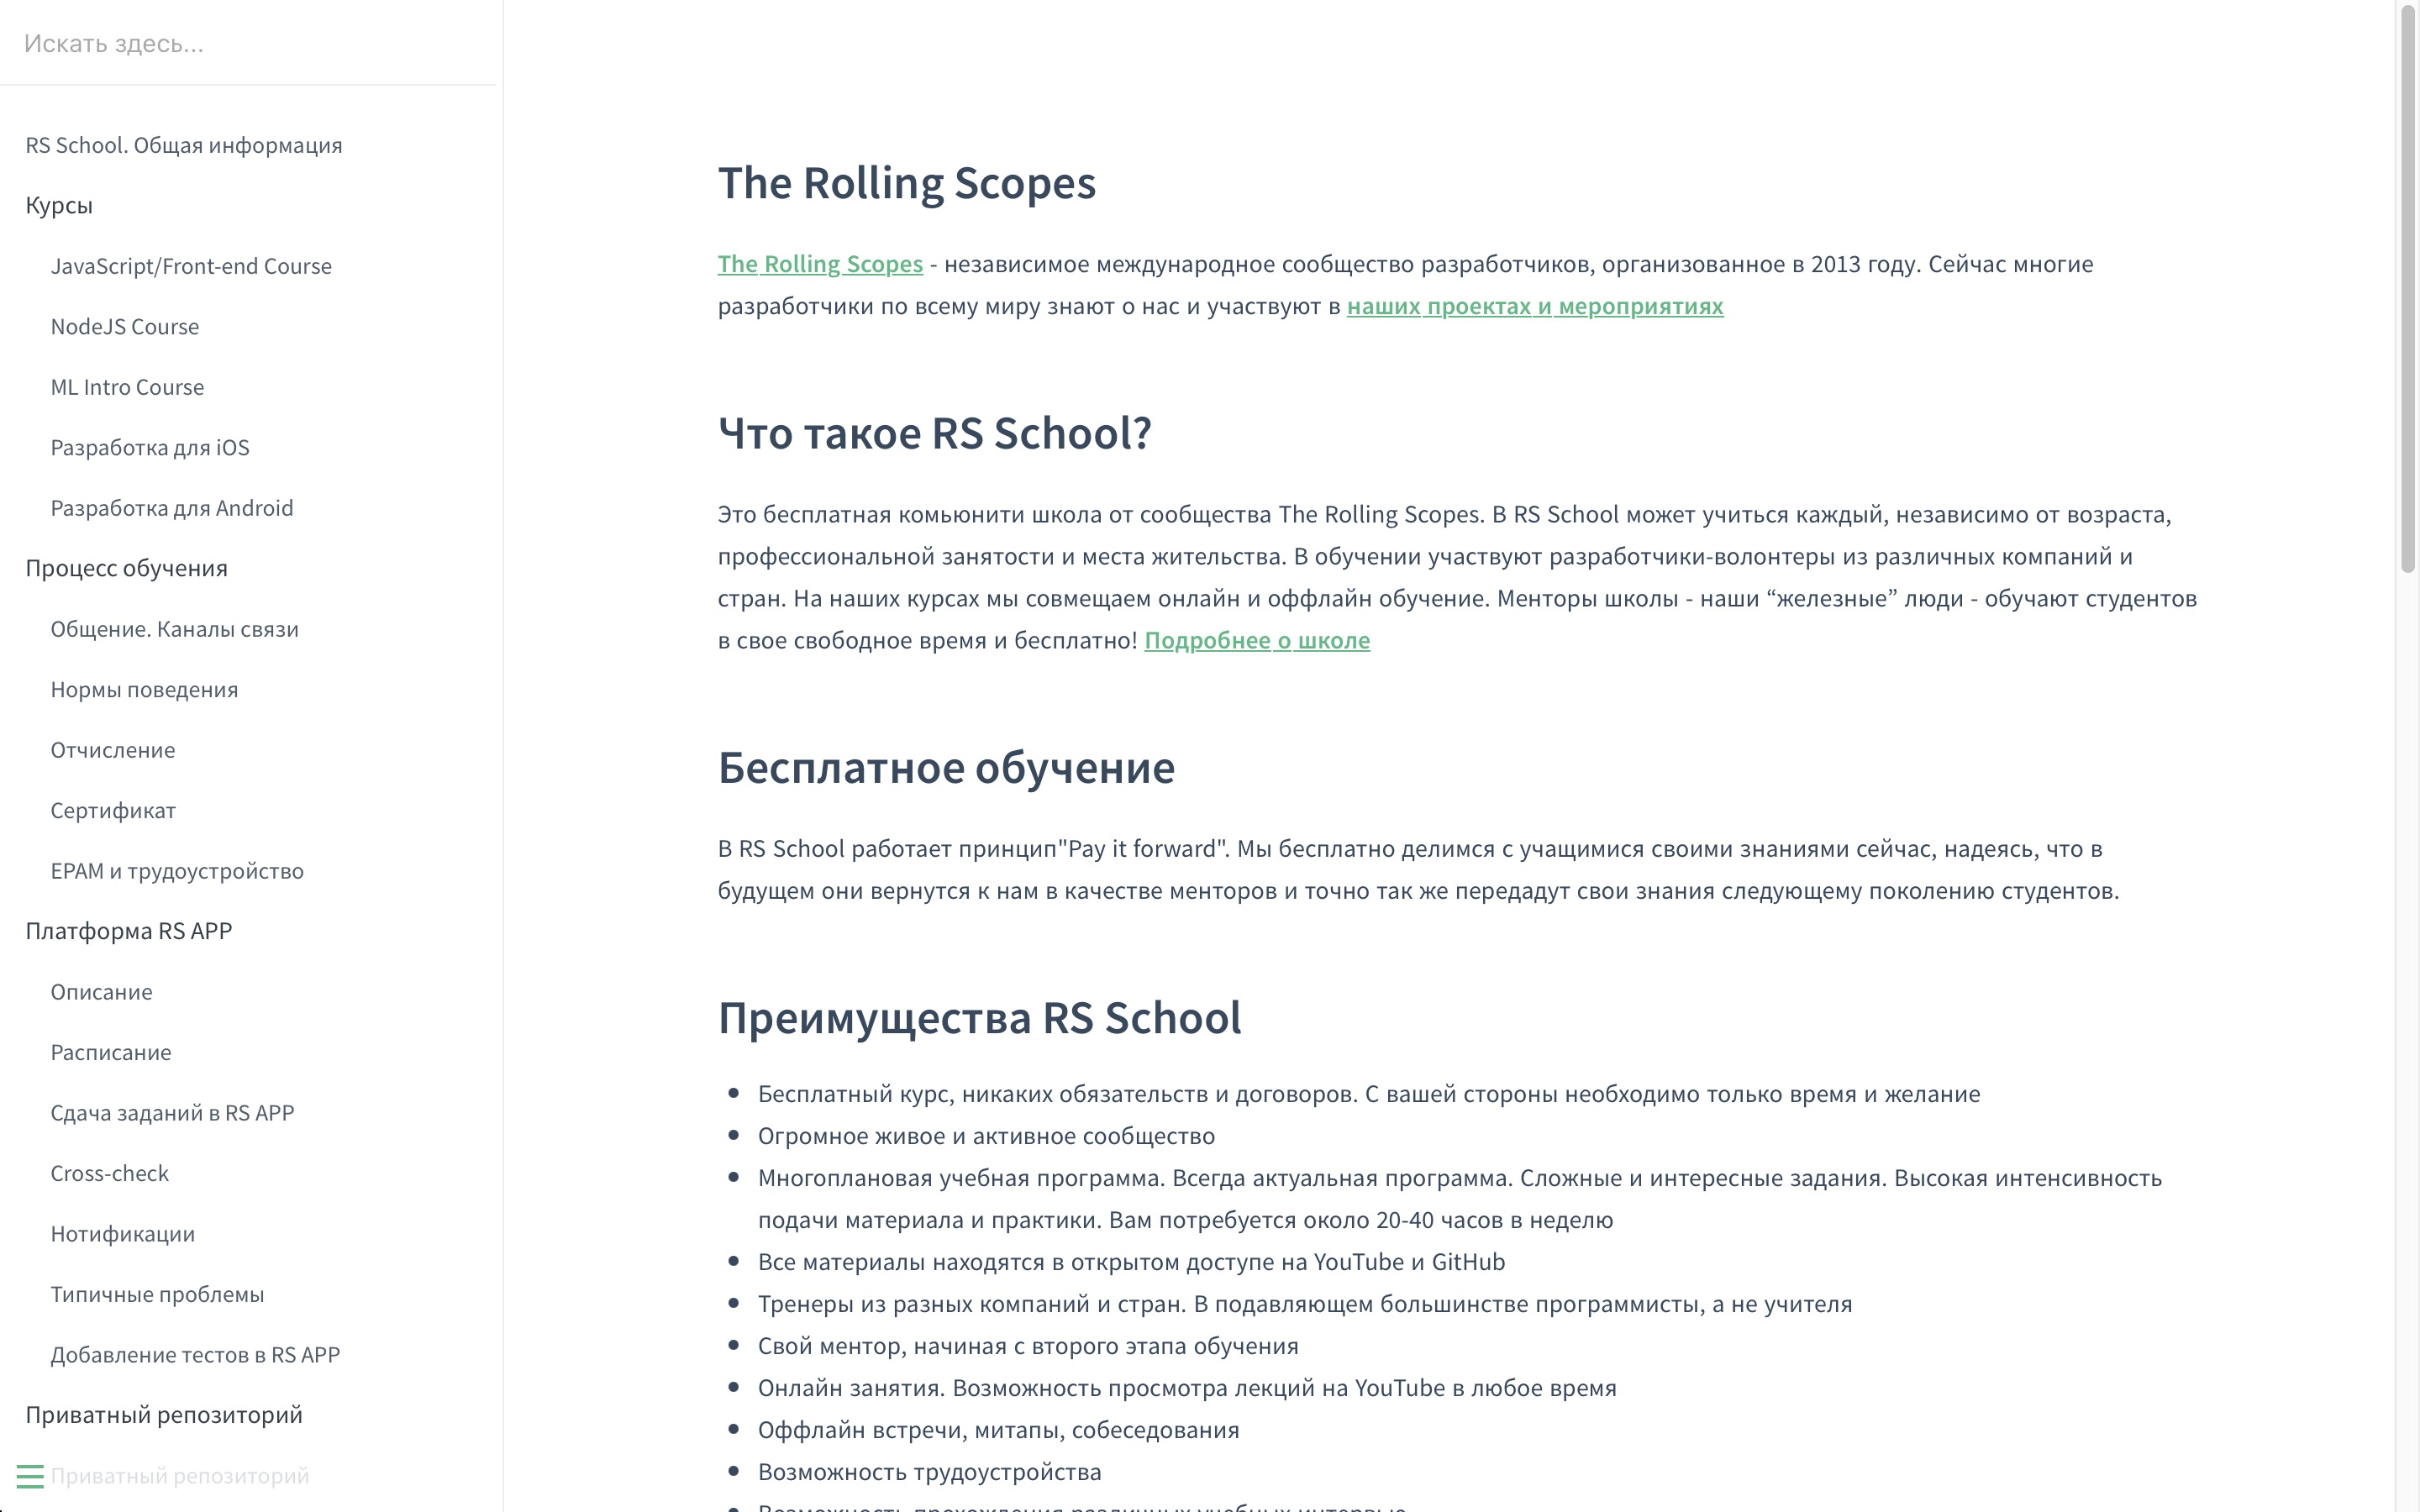 Искать здесь...
RS School. Общая информация
Курсы
JavaScript/Front-end Course
NodeJS Course
ML Intro Course
Разработка для iOS
Разработка для Android
Процесс обучения
Общение. Каналы связи
Нормы поведения
Отчисление
Сертификат
EPAM и трудоустройство
Платформа RS APP
Описание
Расписание
Сдача заданий в RS APP
Cross-check
Нотификации
Типичные проблемы
Добавление тестов в RS APP
Приватный репозиторий
Приватный репозиторий
The Rolling Scopes
The Rolling Scopes - независимое международное сообщество разработчиков, организованное в 2013 году. Сейчас многие
разработчики по всему миру знают о нас и участвуют в наших проектах и мероприятиях
Что такое RS School?
Это бесплатная комьюнити школа от сообщества The Rolling Scopes. В RS School может учиться каждый, независимо от возраста,
профессиональной занятости и места жительства. В обучении участвуют разработчики-волонтеры из различных компаний и
стран. На наших курсах мы совмещаем онлайн и оффлайн обучение. Менторы школы - наши “железные” люди - обучают студентов
в свое свободное время и бесплатно! Подробнее о школе
Бесплатное обучение
В RS School работает принцип"Pay it forward". Мы бесплатно делимся с учащимися своими знаниями сейчас, надеясь, что в
будущем они вернутся к нам в качестве менторов и точно так же передадут свои знания следующему поколению студентов.
Преимущества RS School
Бесплатный курс, никаких обязательств и договоров. С вашей стороны необходимо только время и желание
Огромное живое и активное сообщество
Многоплановая учебная программа. Всегда актуальная программа. Сложные и интересные задания. Высокая интенсивность
подачи материала и практики. Вам потребуется около 20-40 часов в неделю
Все материалы находятся в открытом доступе на YouTube и GitHub
Тренеры из разных компаний и стран. В подавляющем большинстве программисты, а не учителя
Свой ментор, начиная с второго этапа обучения
Онлайн занятия. Возможность просмотра лекций на YouTube в любое время
Оффлайн встречи, митапы, собеседования
Возможность трудоустройства